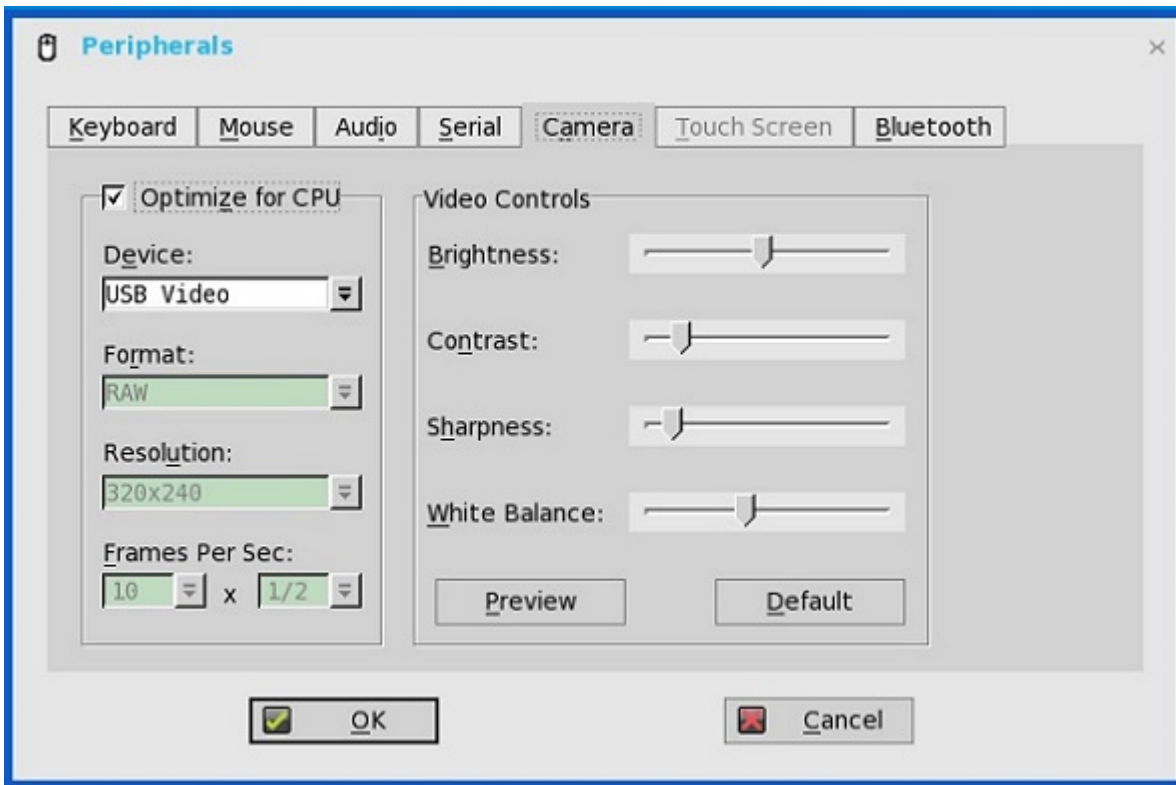 Peripherals
Keyboard Mouse Audio Serial Camera Touch Screen Bluetooth
Optimize for CPU
Device:
USB Video
Format:
RAW
Resolution:
320x240
Frames Per Sec:
10 x 1/2
Video Controls
Brightness:
Contrast:
Sharpness:
White Balance:
Preview Default
OK Cancel